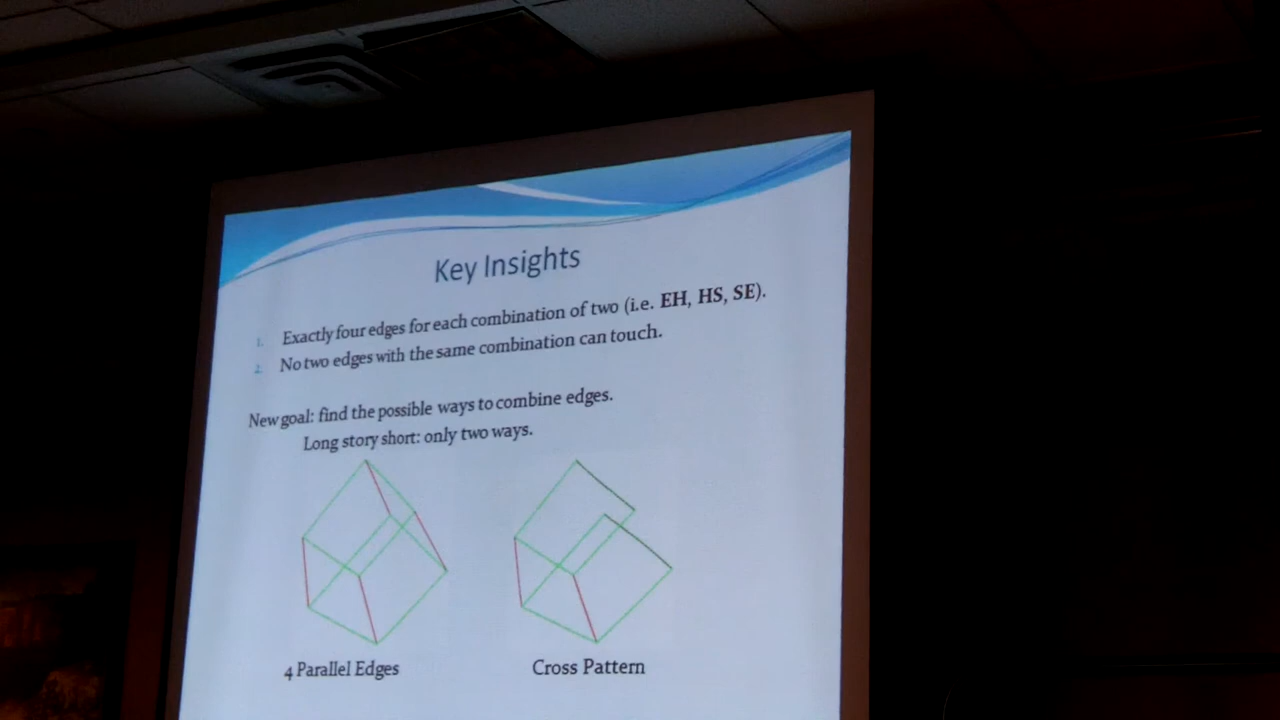 Key Insights
1. Exactly four edges for each combination of two (i.e. EH, HS, SE).
2. No two edges with the same combination can touch.
New goal: find the possible ways to combine edges.
Long story short: only two ways.
4 Parallel Edges
Cross Pattern